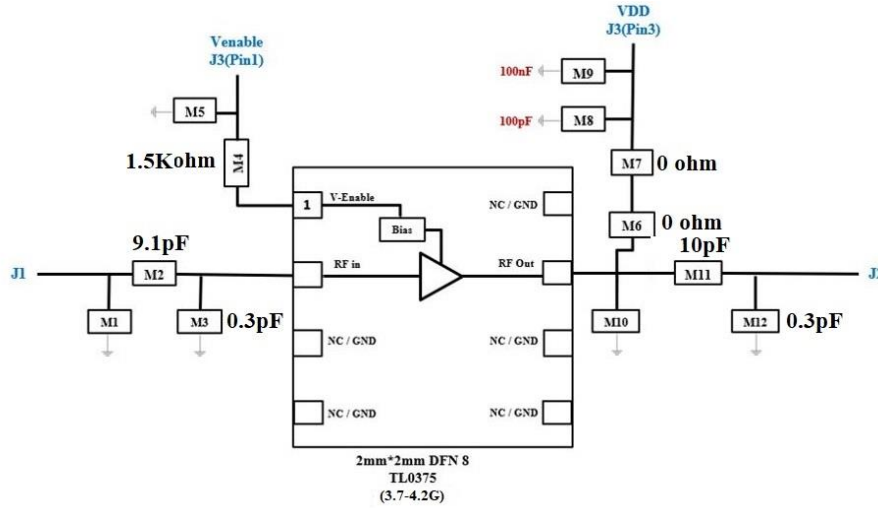 VDD
J3(Pin3)
Venable
J3(Pin1)
100nF
M9
M5
100pF
M8
1.5Kohm
M4
M7
0 ohm
1
V-Enable
NC / GND
Bias
M6
0 ohm
9.1pF
10pF
J1
M2
RF in
RF Out
M11
M1
M3
0.3pF
M10
M12
0.3pF
NC / GND
NC / GND
NC / GND
NC / GND
2mm*2mm DFN 8
TL0375
(3.7-4.2G)